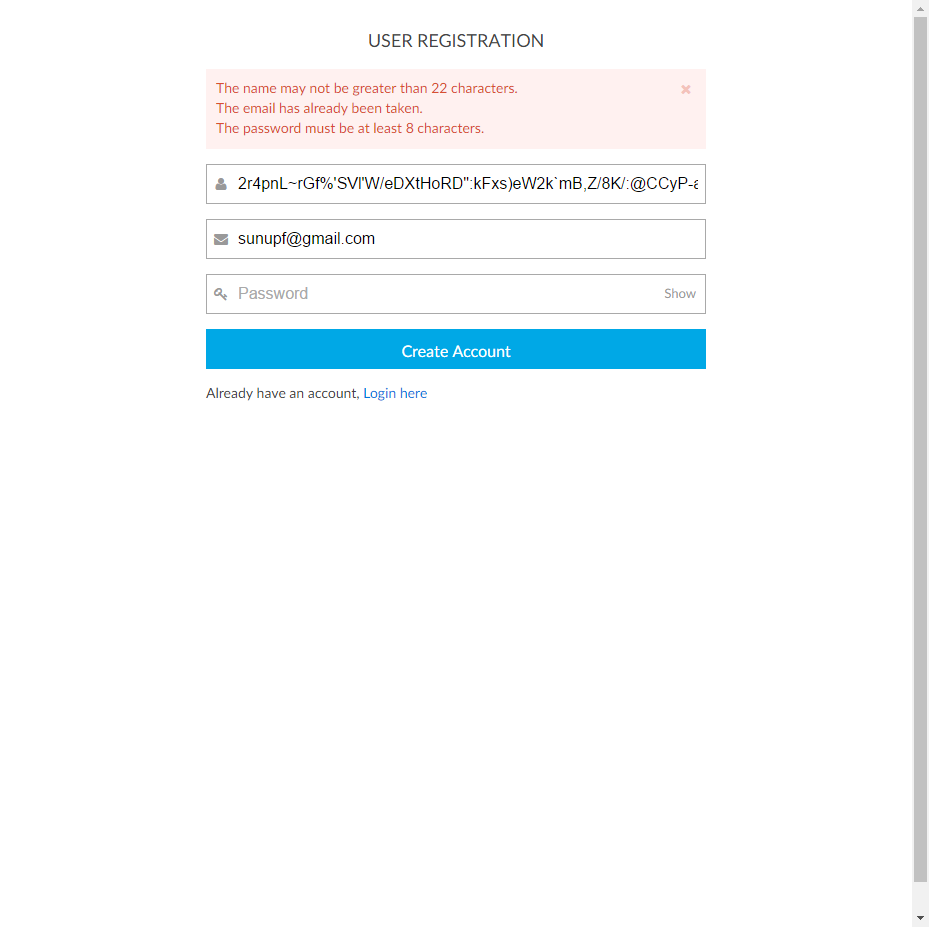 USER REGISTRATION
The name may not be greater than 22 characters.
The email has already been taken.
The password must be at least 8 characters.
2r4pnL~rGf%'SVl'W/eDXtHoRD":kFxs)eW2k`mB,Z/8K/:@CCyP-a
sunupf@gmail.com
Password Show
Create Account
Already have an account, Login here